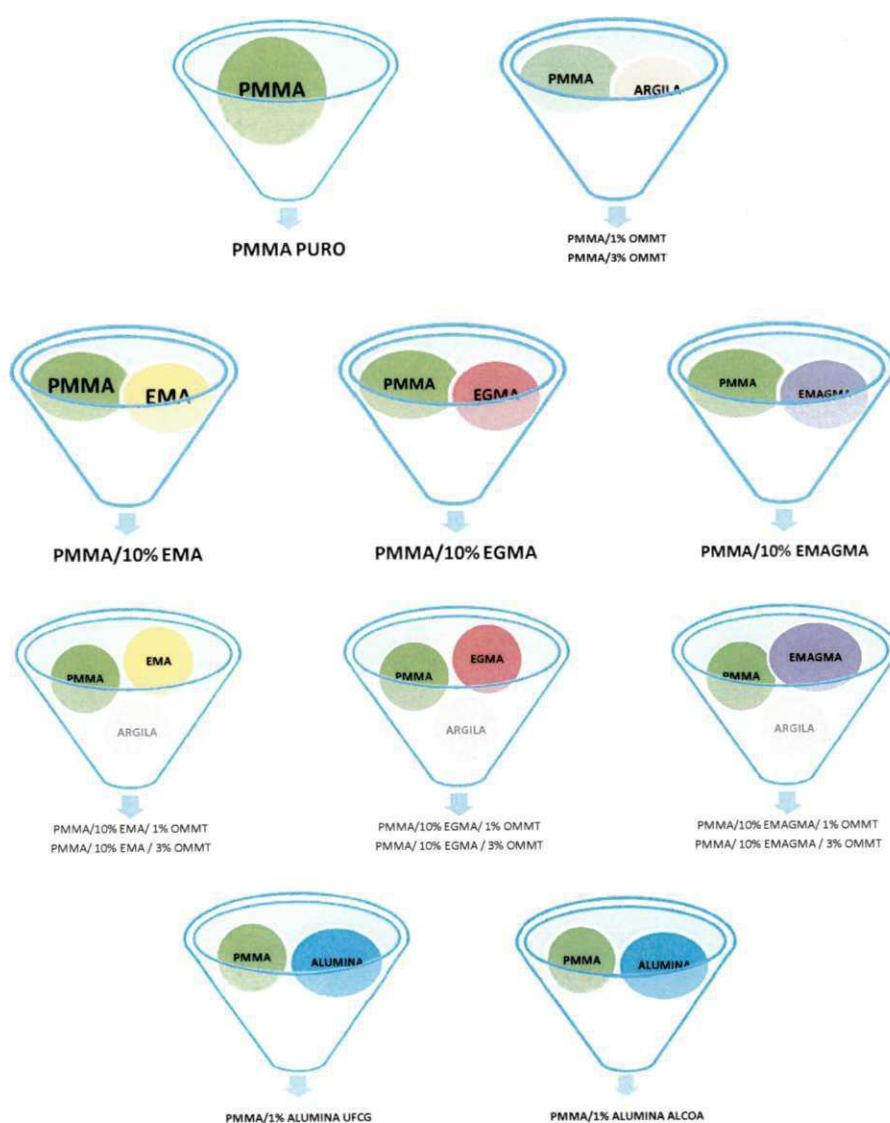 PMMA
PMMA
ARGILA
PMMA PURO
PMMA/1% OMMT
PMMA/3% OMMT
PMMA
EMA
PMMA
EGMA
PMMA
EMAGMA
PMMA/10% EMA
PMMA/10% EGMA
PMMA/10% EMAGMA
PMMA
EMA
ARGILA
PMMA
EGMA
ARGILA
PMMA
EMAGMA
ARGILA
PMMA/10% EMA/ 1% OMMT
PMMA/ 10% EMA / 3% OMMT
PMMA/10% EGMA/ 1% OMMT
PMMA/ 10% EGMA / 3% OMMT
PMMA/10% EMAGMA/ 1% OMMT
PMMA/ 10% EMAGMA / 3% OMMT
PMMA
ALUMINA
PMMA
ALUMINA
PMMA/1% ALUMINA UFCG
PMMA/1% ALUMINA ALCOA